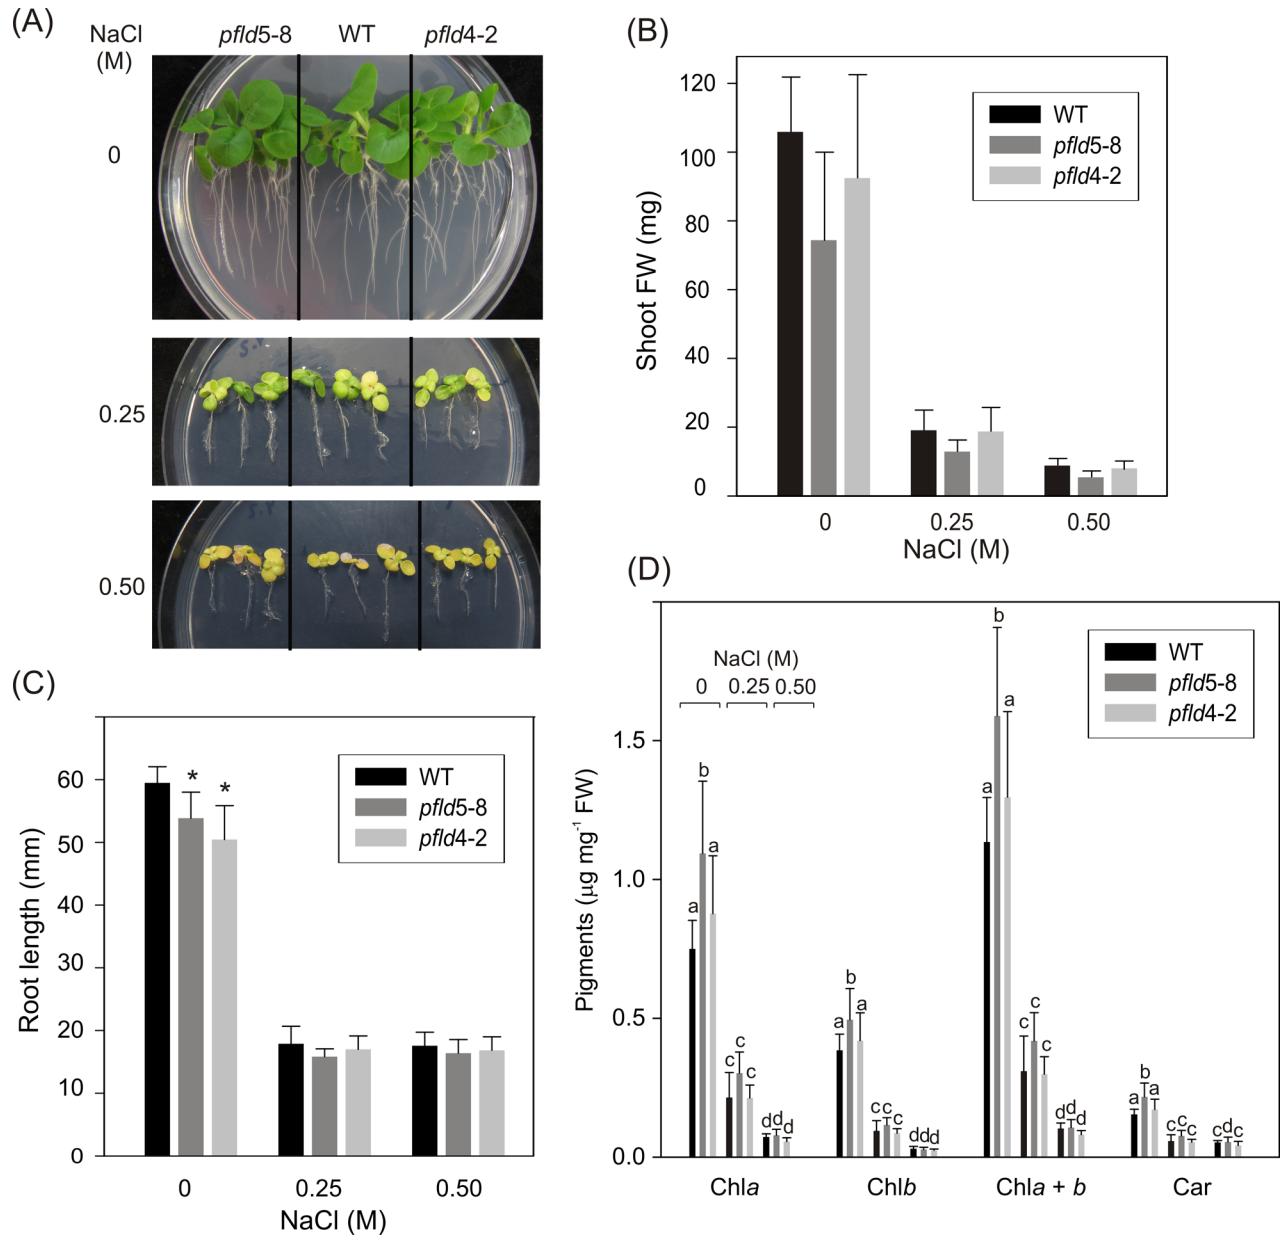 (A)
NaCl
(M)
pfld5-8 WT pfld4-2
0
0.25
0.50
(B)
Shoot FW (mg)
120
100
80
60
40
20
0
WT
pfld5-8
pfld4-2
0 0.25 0.50
NaCl (M)
(C)
Root length (mm)
60
50
40
30
20
10
0
* *
WT
pfld5-8
pfld4-2
0 0.25 0.50
NaCl (M)
(D)
Pigments (µg mg⁻¹ FW)
1.5
1.0
0.5
0.0
NaCl (M)
0 0.25 0.50
WT
pfld5-8
pfld4-2
a b a c c c d d d
a b a c c c d d d
a b a c c c d d d
a b a c c c c d c
Chla Chlb Chla + b Car